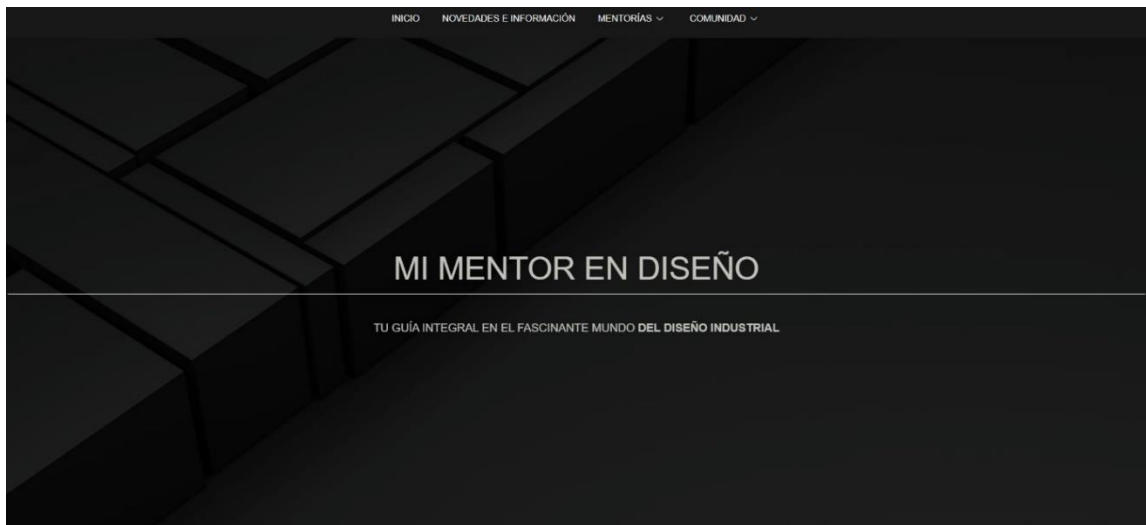 INICIO NOVEDADES E INFORMACIÓN MENTORÍAS COMUNIDAD
MI MENTOR EN DISEÑO
TU GUÍA INTEGRAL EN EL FASCINANTE MUNDO DEL DISEÑO INDUSTRIAL